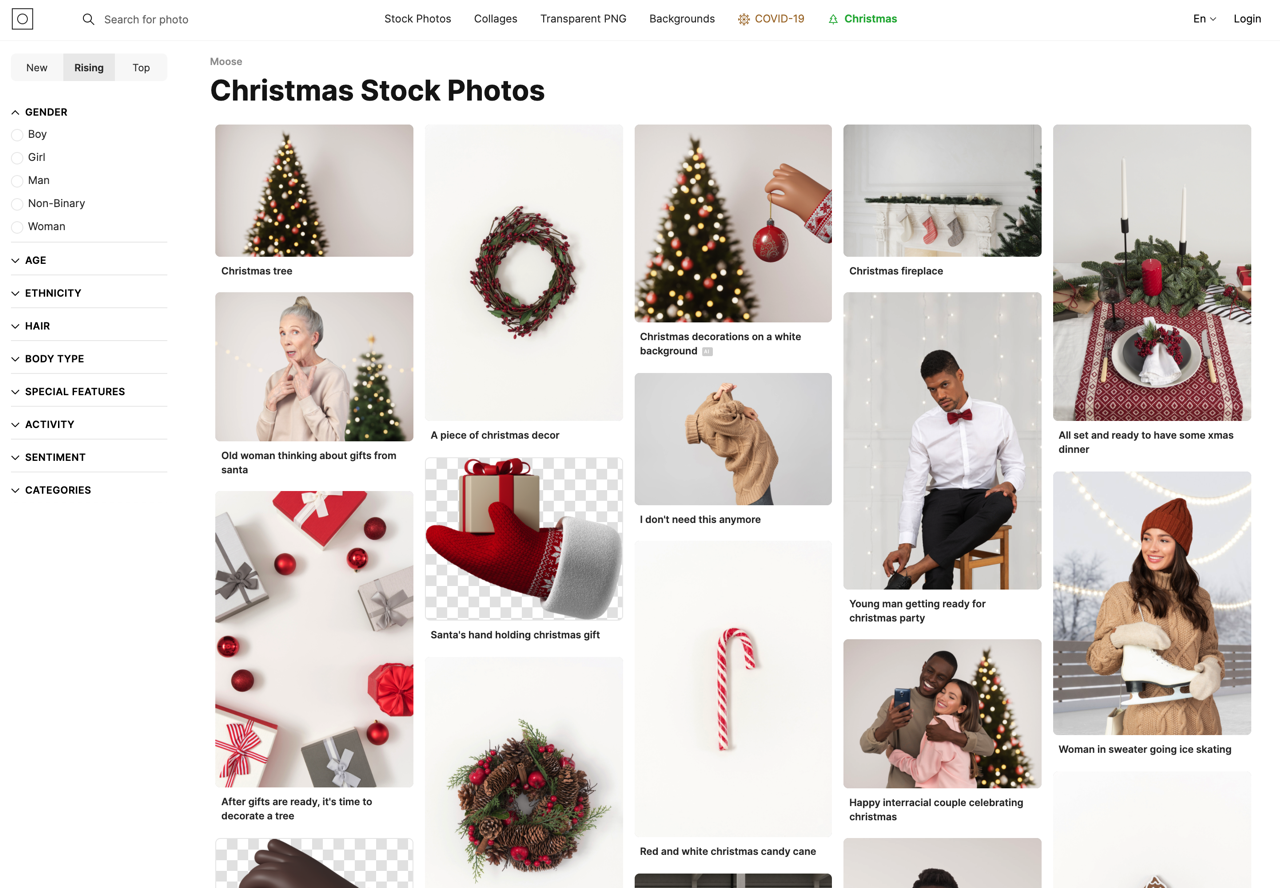 Search for photo
Stock Photos
Collages
Transparent PNG
Backgrounds
COVID-19
Christmas
En
Login
New
Rising
Top
GENDER
Boy
Girl
Man
Non-Binary
Woman
AGE
ETHNICITY
HAIR
BODY TYPE
SPECIAL FEATURES
ACTIVITY
SENTIMENT
CATEGORIES
Moose
Christmas Stock Photos
Christmas tree
Old woman thinking about gifts from
santa
After gifts are ready, it's time to
decorate a tree
A piece of christmas decor
Santa's hand holding christmas gift
Christmas decorations on a white
background
I don't need this anymore
Red and white christmas candy cane
Christmas fireplace
Young man getting ready for
christmas party
Happy interracial couple celebrating
christmas
All set and ready to have some xmas
dinner
Woman in sweater going ice skating